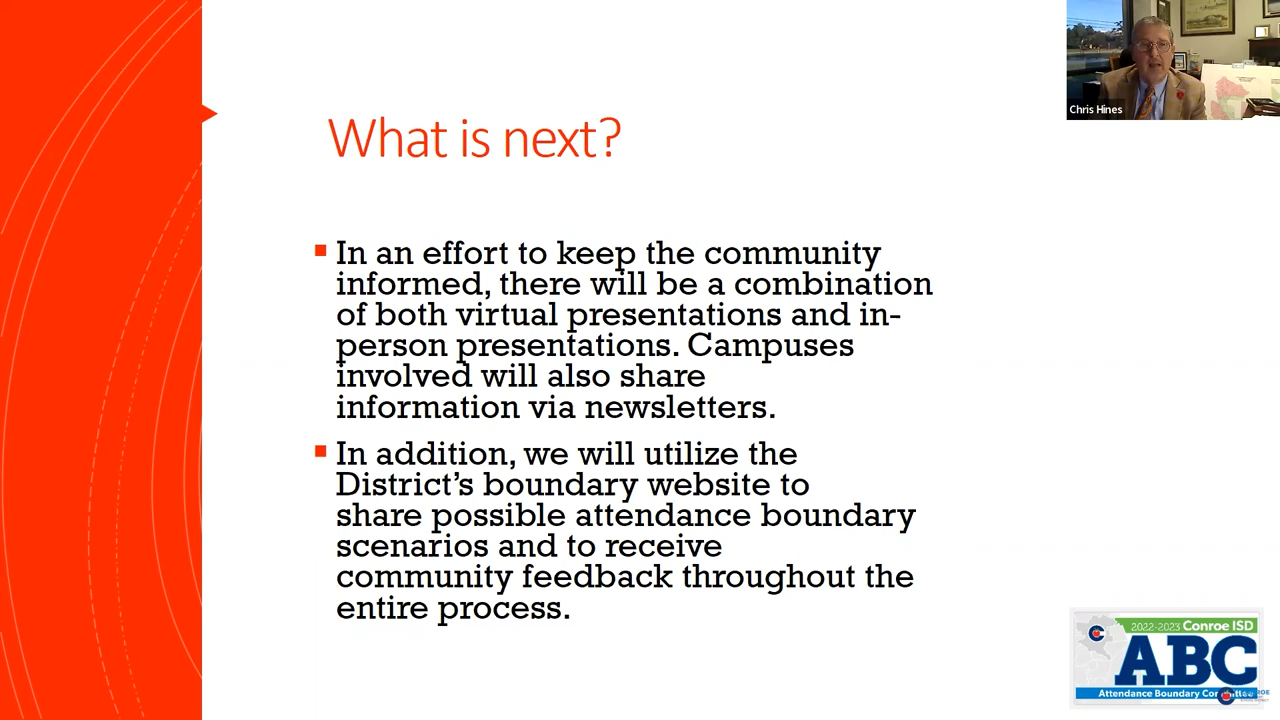 Chris Hines
What is next?
In an effort to keep the community
informed, there will be a combination
of both virtual presentations and in-
person presentations. Campuses
involved will also share
information via newsletters.
In addition, we will utilize the
District’s boundary website to
share possible attendance boundary
scenarios and to receive
community feedback throughout the
entire process.
2022-2023 Conroe ISD
ABC
Attendance Boundary Committee